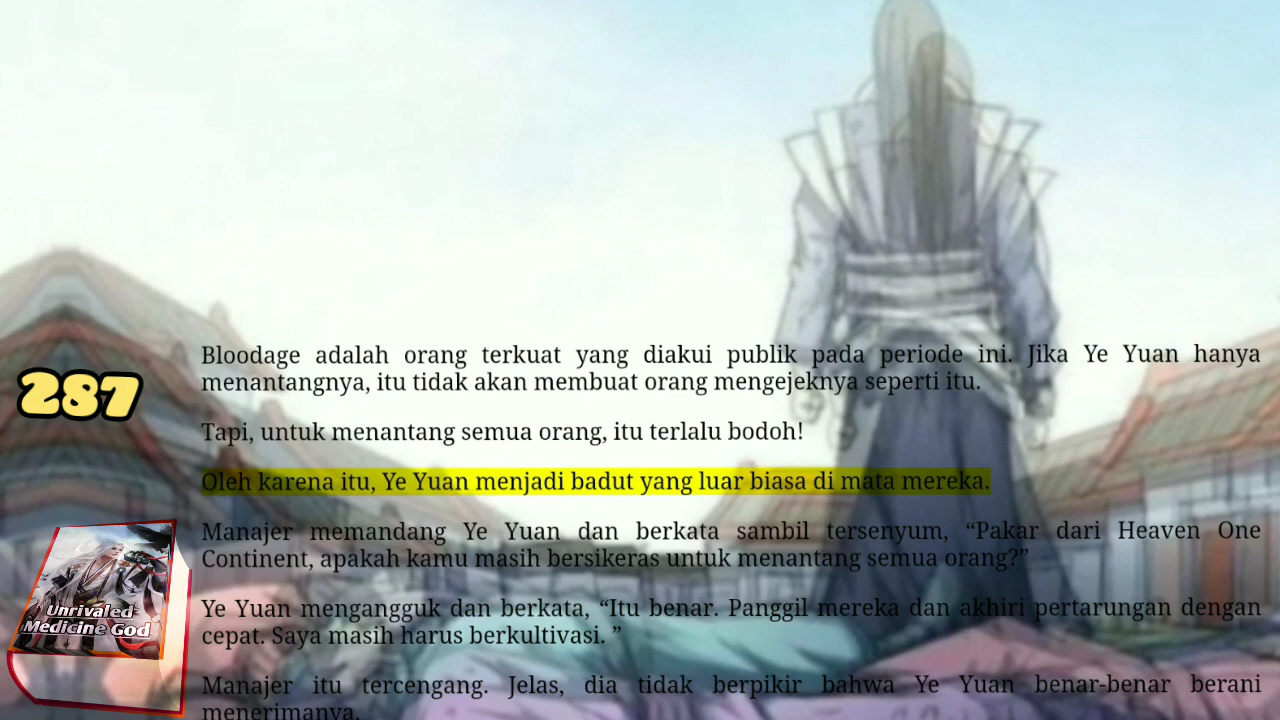 Bloodage adalah orang terkuat yang diakui publik pada periode ini. Jika Ye Yuan hanya
menantangnya, itu tidak akan membuat orang mengejeknya seperti itu.
Tapi, untuk menantang semua orang, itu terlalu bodoh!
287
Oleh karena itu, Ye Yuan menjadi badut yang luar biasa di mata mereka.
Manajer memandang Ye Yuan dan berkata sambil tersenyum, “Pakar dari Heaven One
Continent, apakah kamu masih bersikeras untuk menantang semua orang?”
Ye Yuan mengangguk dan berkata, “Itu benar. Panggil mereka dan akhiri pertarungan dengan
cepat. Saya masih harus berkultivasi. ”
Unrivaled
Medicine God
Manajer itu tercengang. Jelas, dia tidak berpikir bahwa Ye Yuan benar-benar berani
menerimanya.